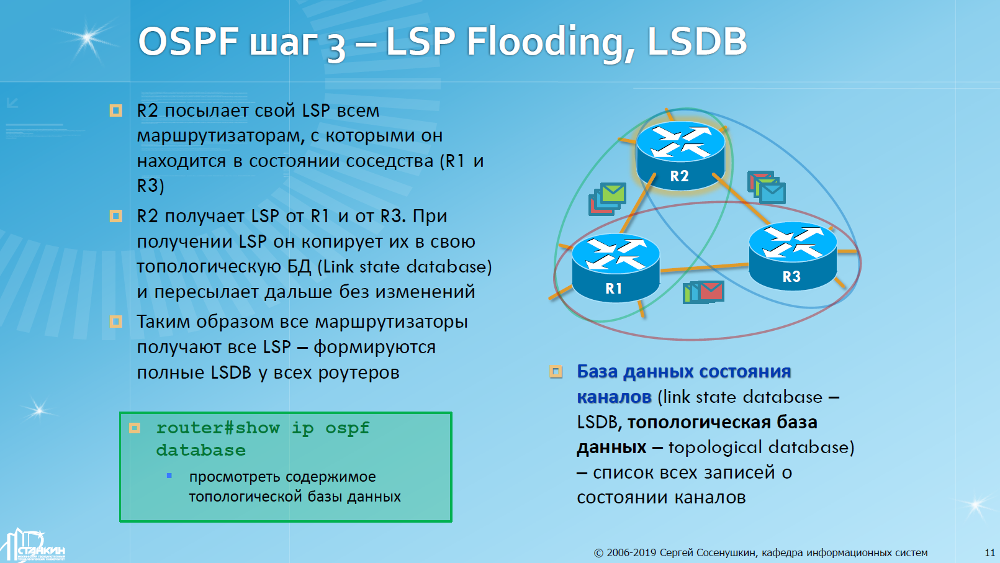 OSPF шаг 3 – LSP Flooding, LSDB
R2 посылает свой LSP всем
маршрутизаторам, с которыми он
находится в состоянии соседства (R1 и
R3)
R2 получает LSP от R1 и от R3. При
получении LSP он копирует их в свою
топологическую БД (Link state database)
и пересылает дальше без изменений
Таким образом все маршрутизаторы
получают все LSP – формируются
полные LSDB у всех роутеров
router#show ip ospf
database
просмотреть содержимое
топологической базы данных
R2
R1
R3
База данных состояния
каналов (link state database –
LSDB, топологическая база
данных – topological database)
– список всех записей о
состоянии каналов
СТАНКИН
© 2006-2019 Сергей Сосенушкин, кафедра информационных систем
11